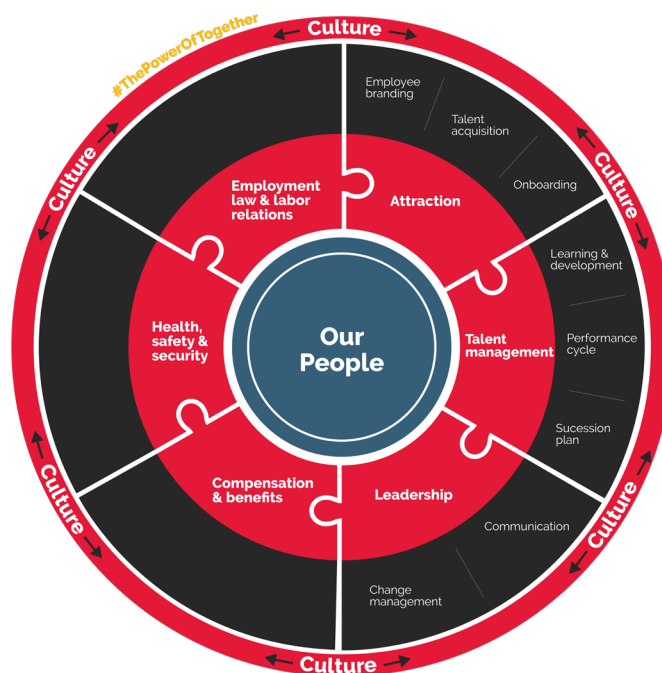 #ThePowerOfTogether
Culture
Culture
Culture
Culture
Culture
Culture
Employee
branding
Talent
acquisition
Onboarding
Employment
law & labor
relations
Attraction
Learning &
development
Health,
safety &
security
Our
People
Talent
management
Performance
cycle
Sucession
plan
Compensation
& benefits
Leadership
Communication
Change
management